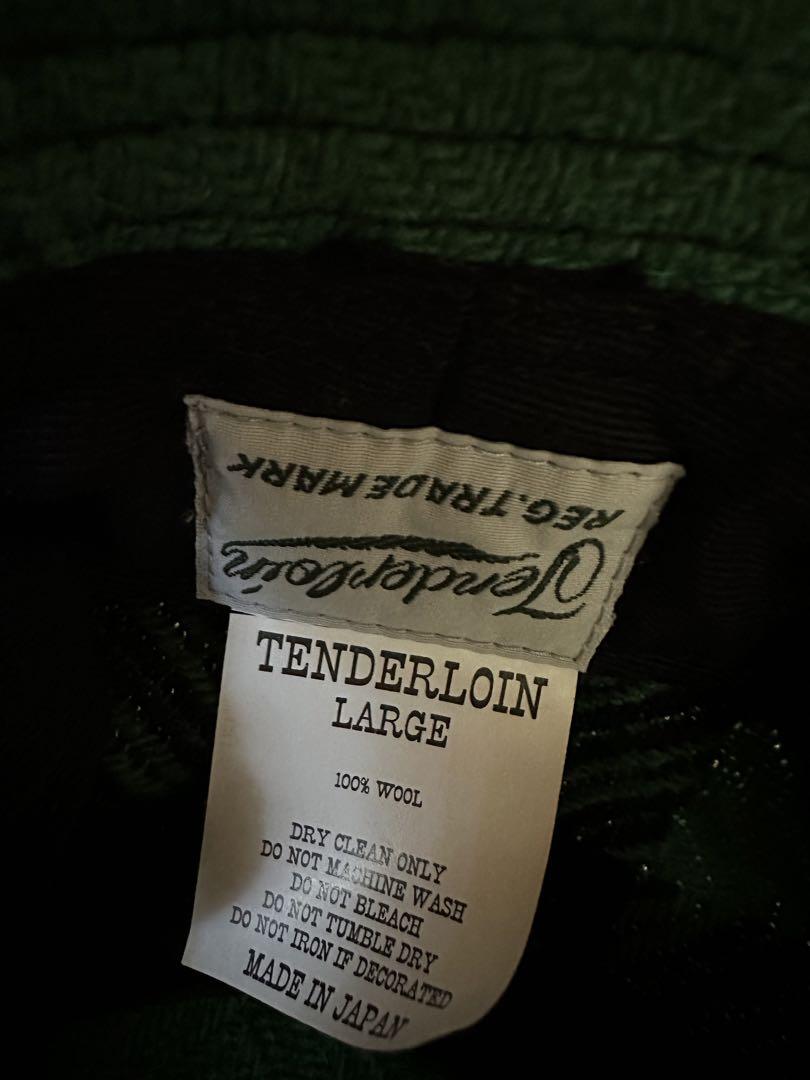 REG. TRADE MARK
Tenderloin
TENDERLOIN
LARGE
100% WOOL
DRY CLEAN ONLY
DO NOT MACHINE WASH
DO NOT BLEACH
DO NOT TUMBLE DRY
DO NOT IRON IF DECORATED
MADE IN JAPAN